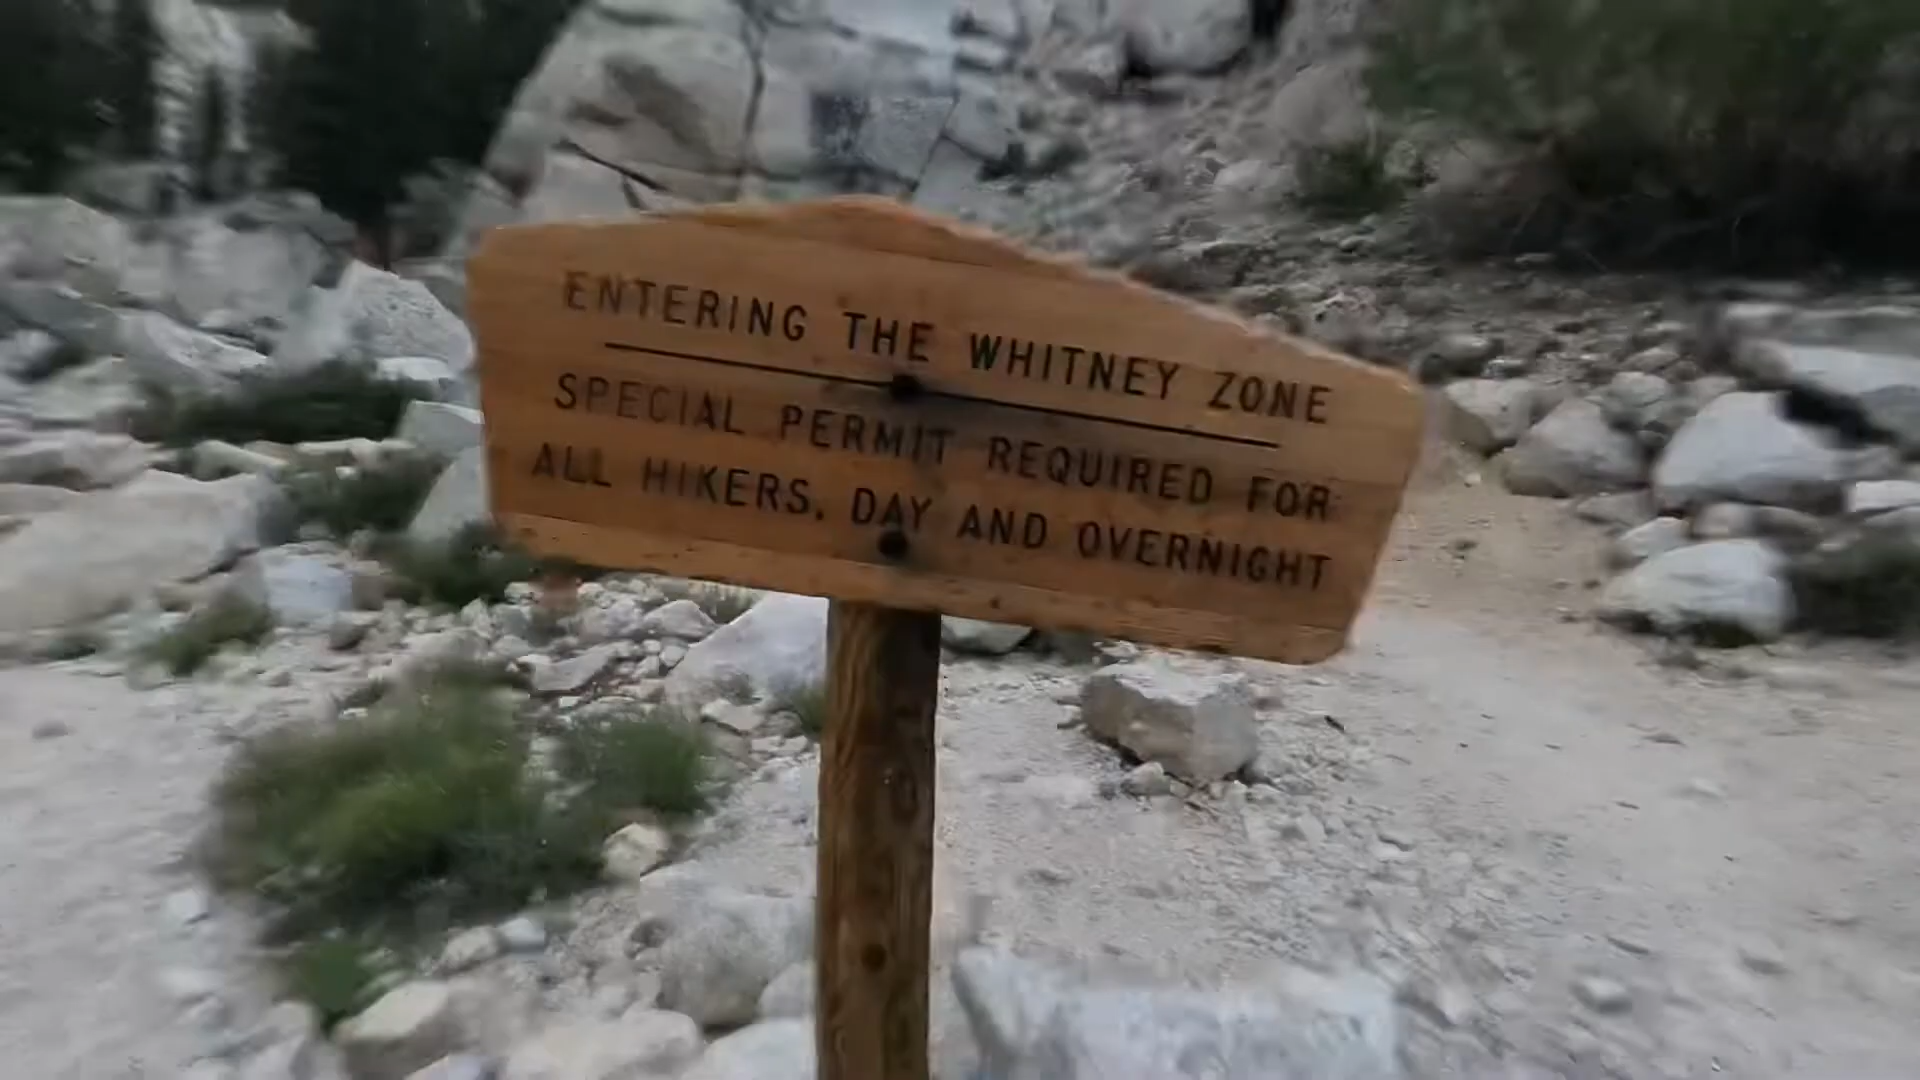 ENTERING THE WHITNEY ZONE
SPECIAL PERMIT REQUIRED FOR
ALL HIKERS, DAY AND OVERNIGHT